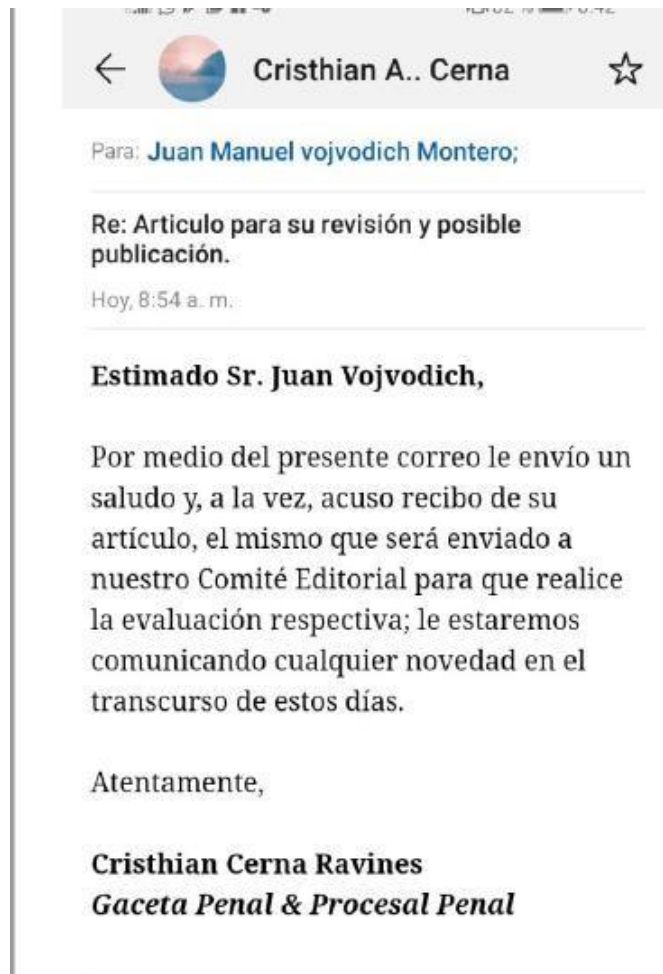 Cristhian A.. Cerna
Para: Juan Manuel vojvodich Montero;
Re: Articulo para su revisión y posible
publicación.
Hoy, 8:54 a. m.
Estimado Sr. Juan Vojvodich,
Por medio del presente correo le envío un
saludo y, a la vez, acuso recibo de su
artículo, el mismo que será enviado a
nuestro Comité Editorial para que realice
la evaluación respectiva; le estaremos
comunicando cualquier novedad en el
transcurso de estos días.
Atentamente,
Cristhian Cerna Ravines
Gaceta Penal & Procesal Penal